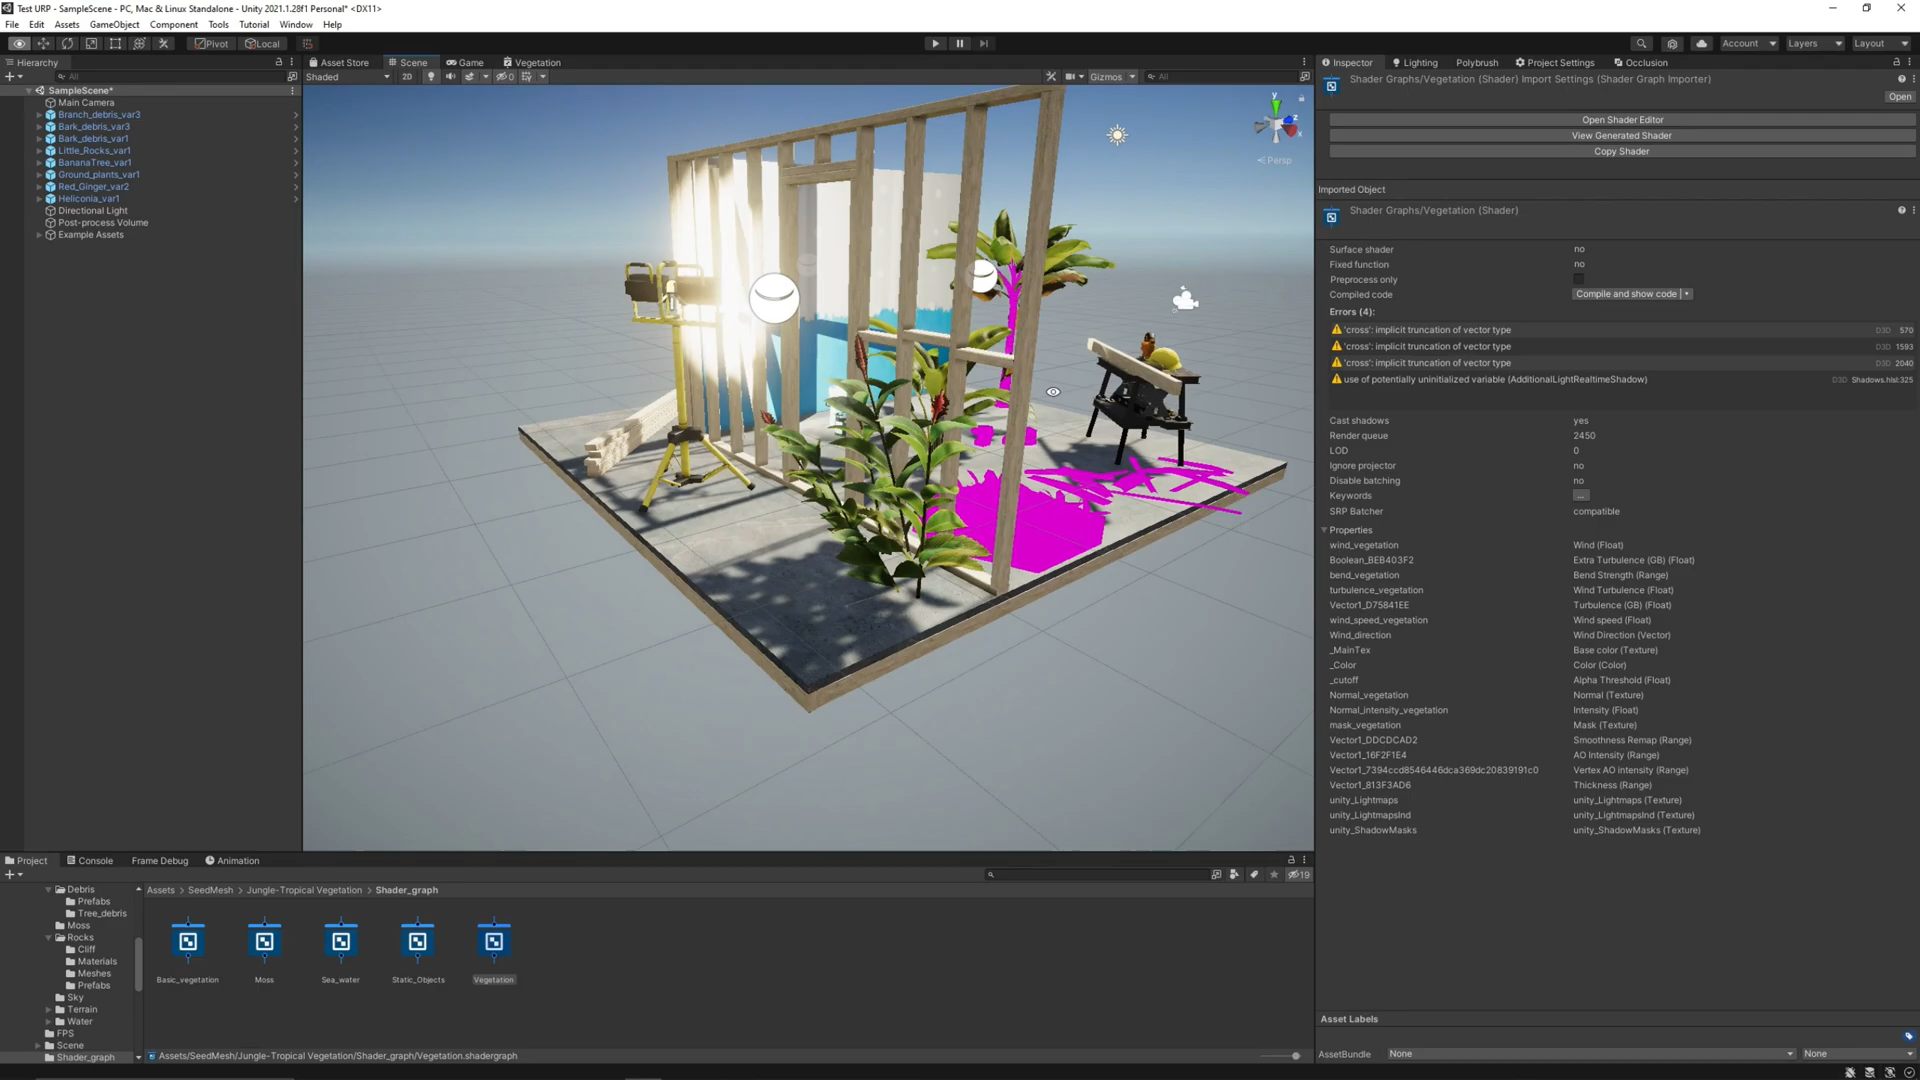 Test URP - SampleScene - PC, Mac & Linux Standalone - Unity 2021.1.28f1 Personal* <DX11>
File Edit Assets GameObject Component Tools Tutorial Window Help
Pivot Local Account Layers Layout
Hierarchy Asset Store Scene Game Vegetation Inspector Lighting Polybrush Project Settings Occlusion
All Shaded 2D 0 Gizmos All
SampleScene*
Main Camera
Branch_debris_var3
Bark_debris_var3
Bark_debris_var1
Little_Rocks_var1
BananaTree_var1
Ground_plants_var1
Red_Ginger_var2
Heliconia_var1
Directional Light
Post-process Volume
Example Assets
y
z
Persp
Shader Graphs/Vegetation (Shader) Import Settings (Shader Graph Importer)
Open
Open Shader Editor
View Generated Shader
Copy Shader
Imported Object
Shader Graphs/Vegetation (Shader)
Surface shader no
Fixed function no
Preprocess only
Compiled code Compile and show code
Errors (4):
'cross': implicit truncation of vector type D3D 570
'cross': implicit truncation of vector type D3D 1593
'cross': implicit truncation of vector type D3D 2040
use of potentially uninitialized variable (AdditionalLightRealtimeShadow) D3D Shadows.hlsl:325
Cast shadows yes
Render queue 2450
LOD 0
Ignore projector no
Disable batching no
Keywords ...
SRP Batcher compatible
Properties
wind_vegetation Wind (Float)
Boolean_BEB403F2 Extra Turbulence (GB) (Float)
bend_vegetation Bend Strength (Range)
turbulence_vegetation Wind Turbulence (Float)
Vector1_D75841EE Turbulence (GB) (Float)
wind_speed_vegetation Wind speed (Float)
Wind_direction Wind Direction (Vector)
_MainTex Base color (Texture)
_Color Color (Color)
_cutoff Alpha Threshold (Float)
Normal_vegetation Normal (Texture)
Normal_intensity_vegetation Intensity (Float)
mask_vegetation Mask (Texture)
Vector1_DDCDCAD2 Smoothness Remap (Range)
Vector1_16F2F1E4 AO Intensity (Range)
Vector1_7394ccd8546446dca369dc20839191c0 Vertex AO intensity (Range)
Vector1_813F3AD6 Thickness (Range)
unity_Lightmaps unity_Lightmaps (Texture)
unity_LightmapsInd unity_LightmapsInd (Texture)
unity_ShadowMasks unity_ShadowMasks (Texture)
Project Console Frame Debug Animation
19
Debris
Prefabs
Tree_debris
Moss
Rocks
Cliff
Materials
Meshes
Prefabs
Sky
Terrain
Water
FPS
Scene
Shader_graph
Assets > SeedMesh > Jungle-Tropical Vegetation > Shader_graph
Basic_vegetation Moss Sea_water Static_Objects Vegetation
Assets/SeedMesh/Jungle-Tropical Vegetation/Shader_graph/Vegetation.shadergraph
Asset Labels
AssetBundle None None